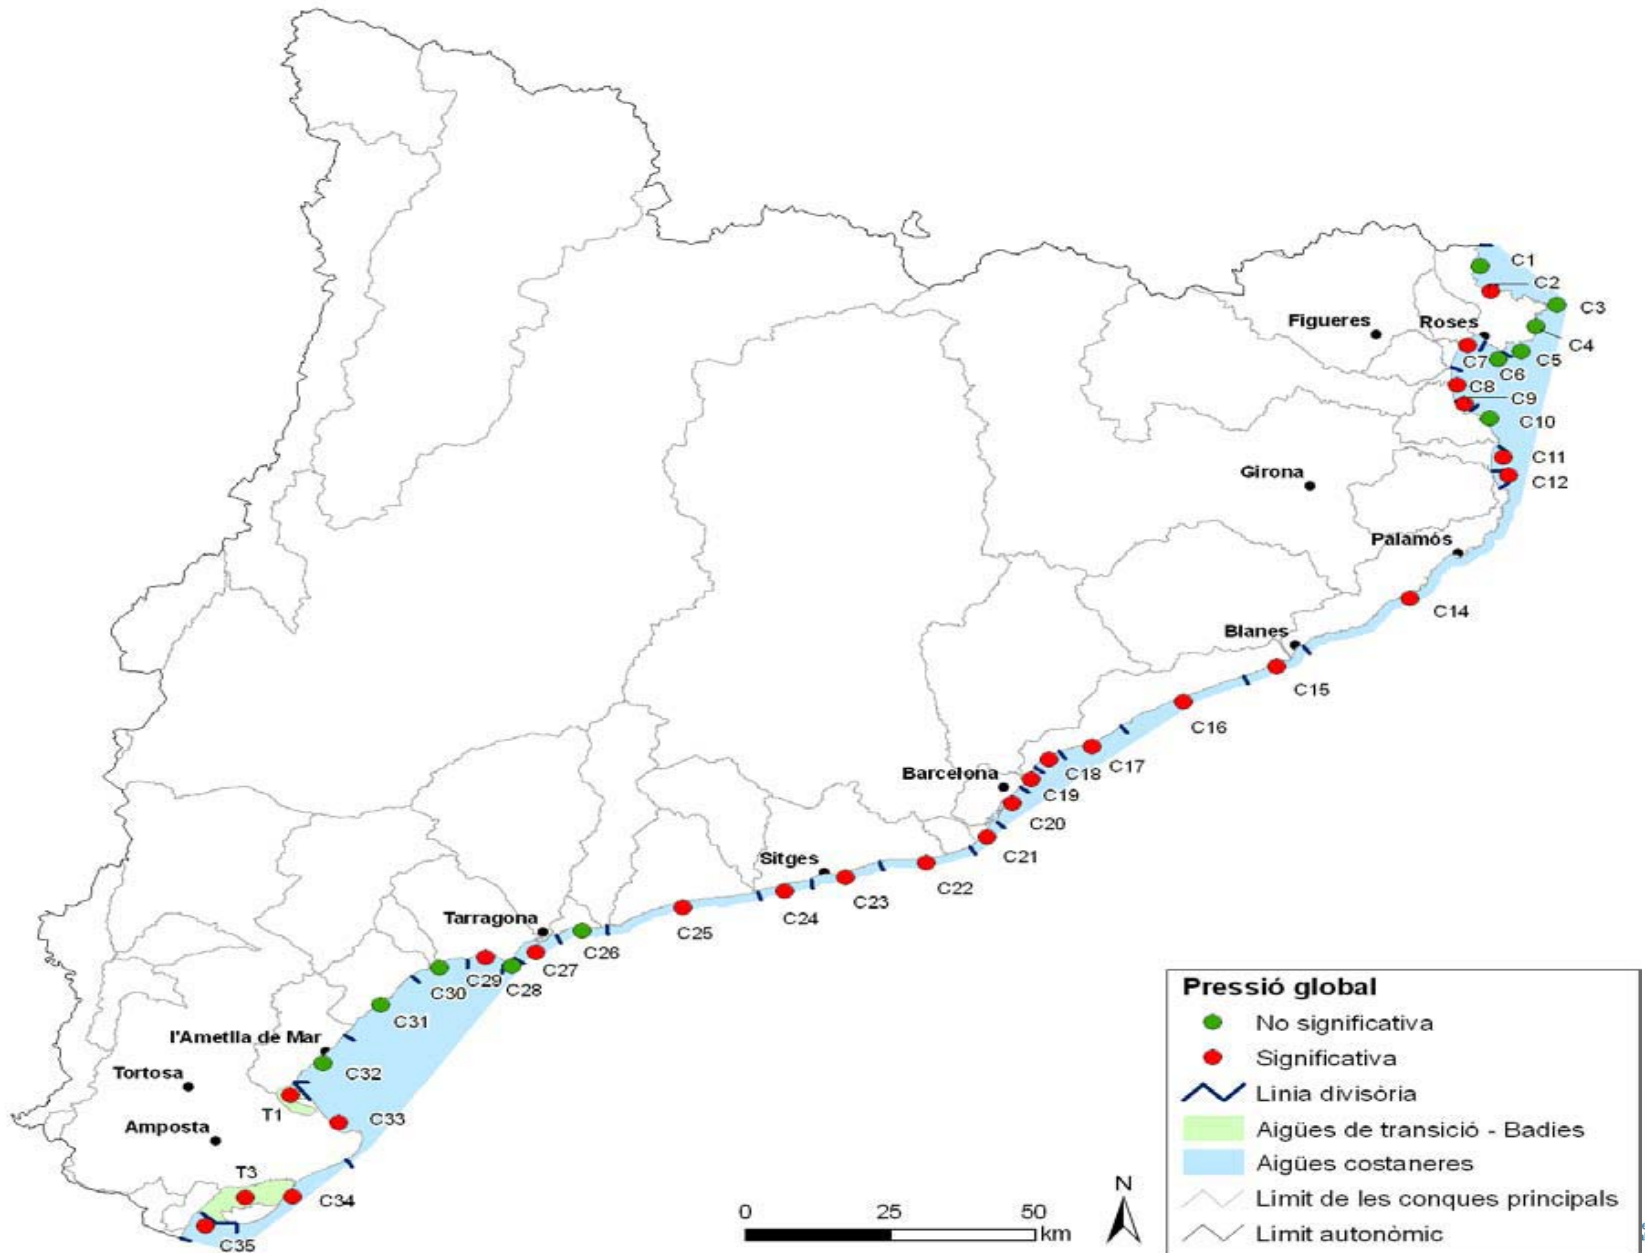 C1
C2
C3
Figueres
Roses
C4
C5
C7
C6
C8
C9
C10
C11
Girona
C12
Palamós
C14
Blanes
C15
C16
C17
C18
Barcelona
C19
C20
C21
Sitges
C22
C23
C24
C25
Tarragona
C26
C27
C29
C28
C30
C31
l'Ametlla de Mar
C32
Tortosa
T1
C33
Amposta
T3
C34
C35
N
0 25 50
km
Pressió global
No significativa
Significativa
Linia divisòria
Aigües de transició - Badies
Aigües costaneres
Limit de les conques principals
Limit autonòmic